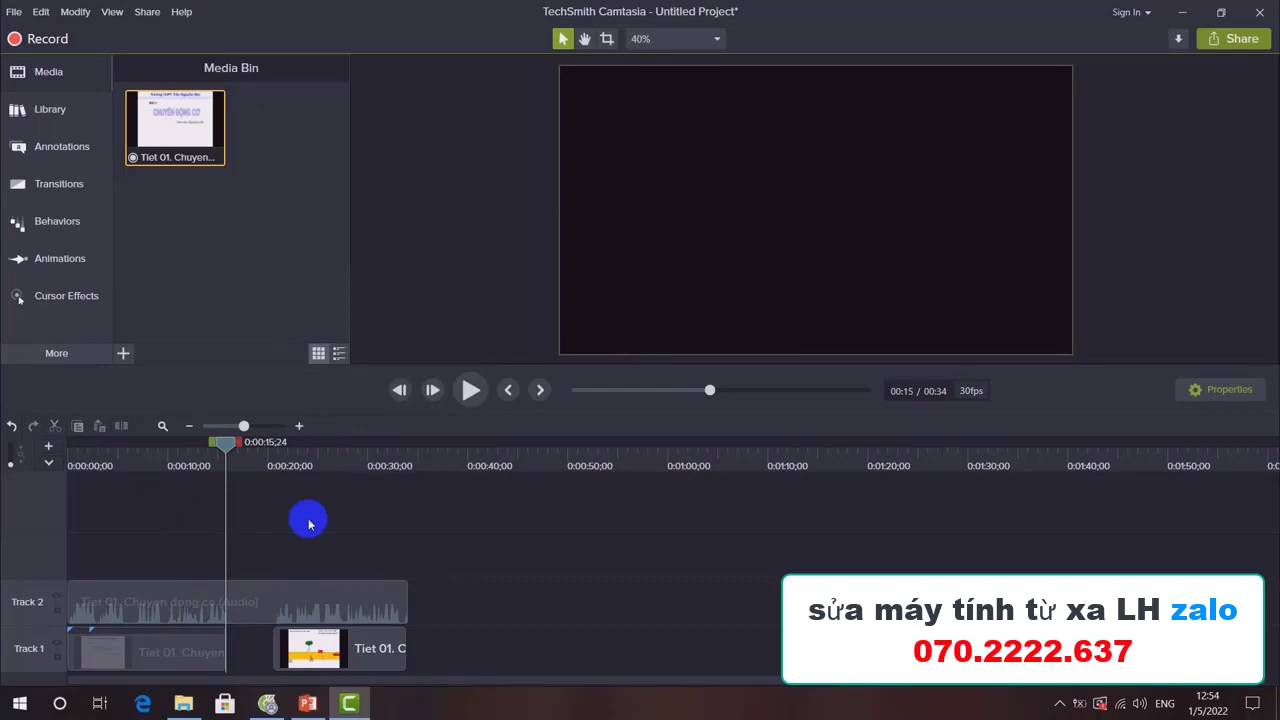 File Edit Modify View Share Help
TechSmith Camtasia - Untitled Project*
Sign In
Record
40%
Share
Media
Media Bin
Library
Annotations
Transitions
Behaviors
Animations
Cursor Effects
More
CHUYỂN ĐỘNG CƠ
Tiet 01. Chuyen...
00:15 / 00:34
30fps
Properties
0:00:15;24
0:00:00;00 0:00:10;00 0:00:20;00 0:00:30;00 0:00:40;00 0:00:50;00 0:01:00;00 0:01:10;00 0:01:20;00 0:01:30;00 0:01:40;00 0:01:50;00
Track 2
Tiet 01. Chuyen dong co (Audio)
Track 1
Tiet 01. Chuyen
Tiet 01. C
sửa máy tính từ xa LH zalo
070.2222.637
ENG
12:54
1/5/2022